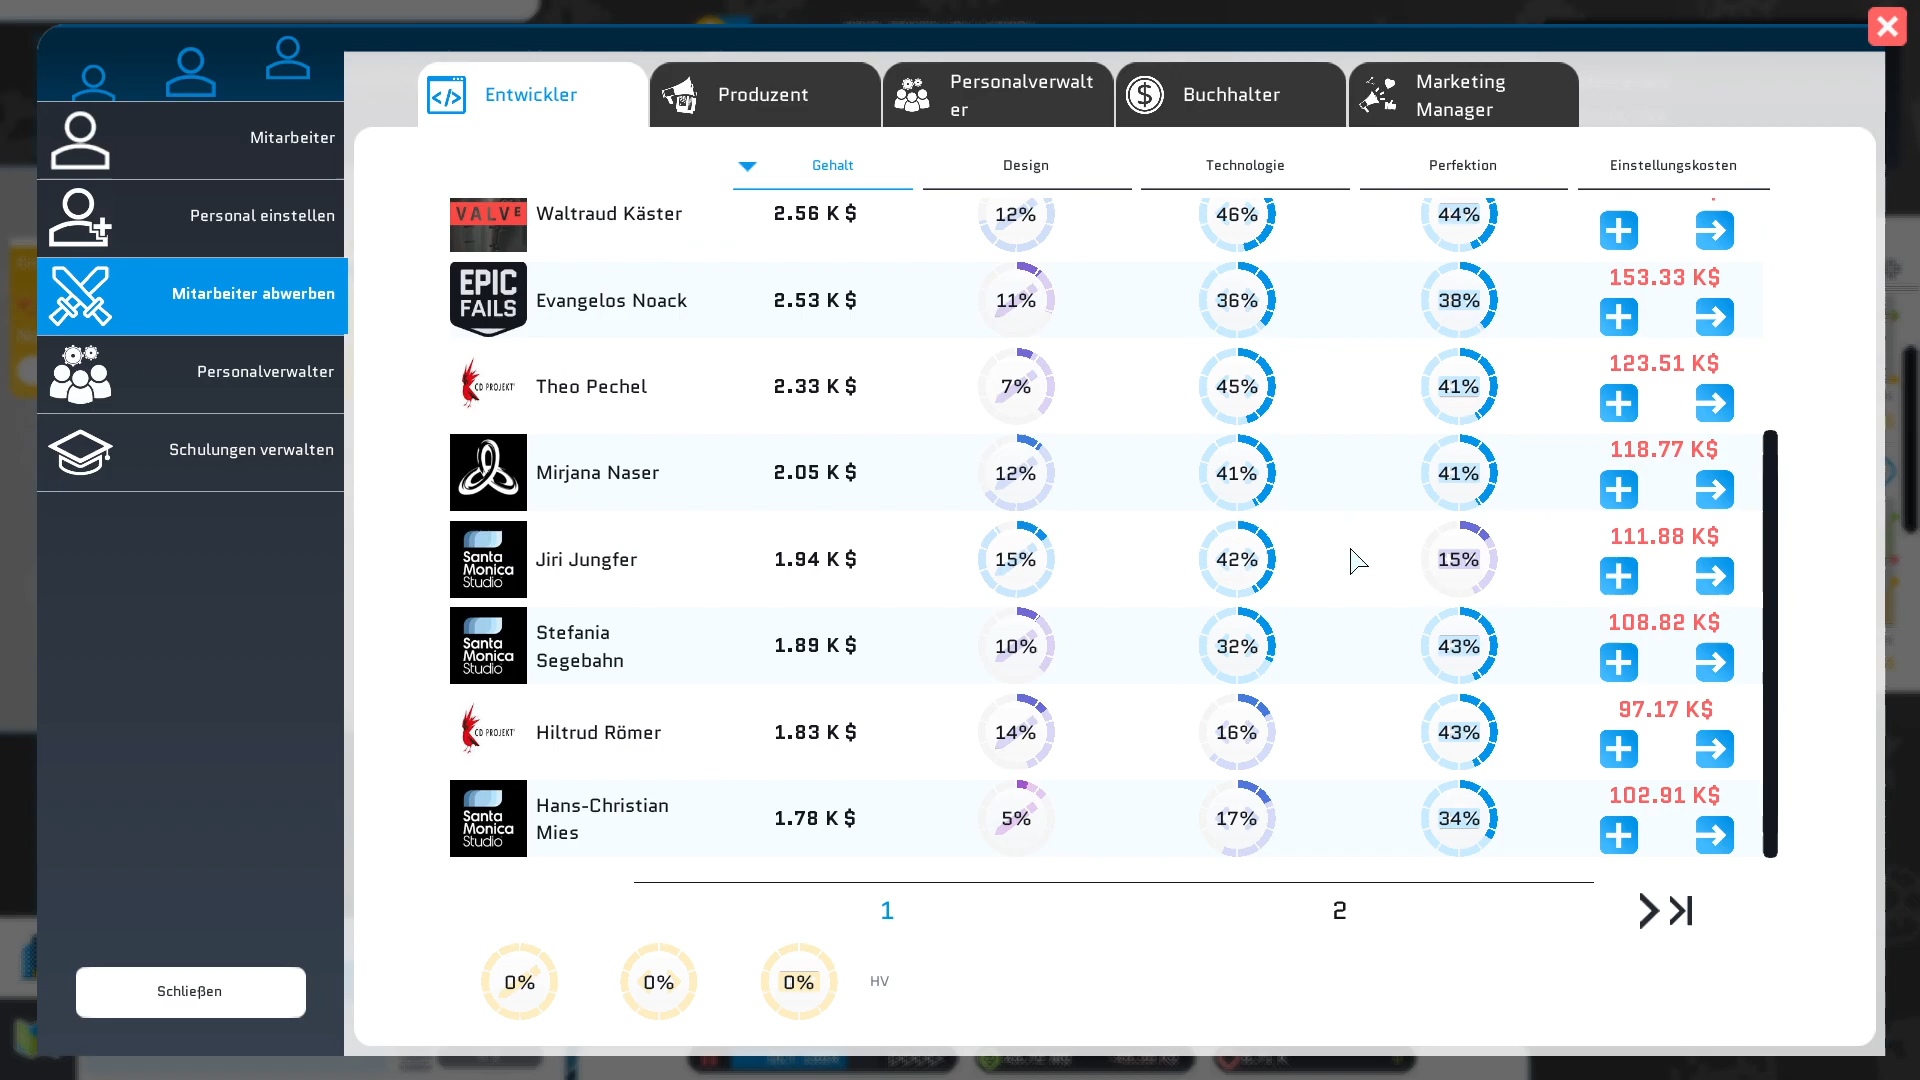 Entwickler
Produzent
Personalverwalt
er
Buchhalter
Marketing
Manager
Mitarbeiter
Personal einstellen
Mitarbeiter abwerben
Personalverwalter
Schulungen verwalten
Schließen
Gehalt
Design
Technologie
Perfektion
Einstellungskosten
VALVE
Waltraud Käster
2.56 K $
12%
46%
44%
EPIC
FAILS
Evangelos Noack
2.53 K $
11%
36%
38%
153.33 K$
CD PROJEKT
Theo Pechel
2.33 K $
7%
45%
41%
123.51 K$
Mirjana Naser
2.05 K $
12%
41%
41%
118.77 K$
Santa
Monica
Studio
Jiri Jungfer
1.94 K $
15%
42%
15%
111.88 K$
Santa
Monica
Studio
Stefania
Segebahn
1.89 K $
10%
32%
43%
108.82 K$
CD PROJEKT
Hiltrud Römer
1.83 K $
14%
16%
43%
97.17 K$
Santa
Monica
Studio
Hans-Christian
Mies
1.78 K $
5%
17%
34%
102.91 K$
1
2
0%
0%
0%
HV